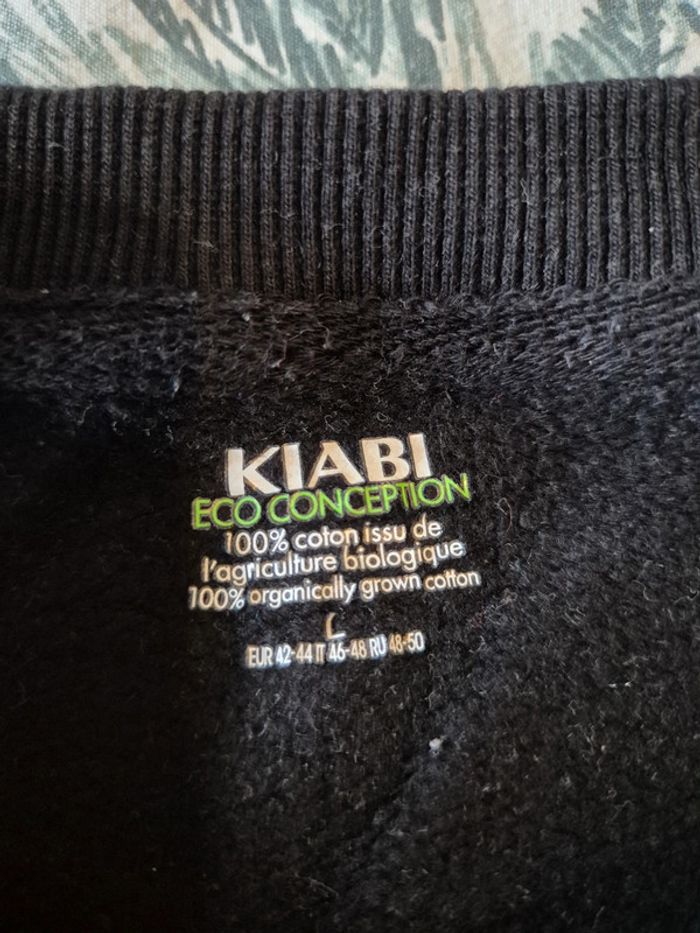 KIABI
ECO CONCEPTION
100% coton issu de
l'agriculture biologique
100% organically grown cotton
L
EUR 42-44 IT 46-48 RU 48-50